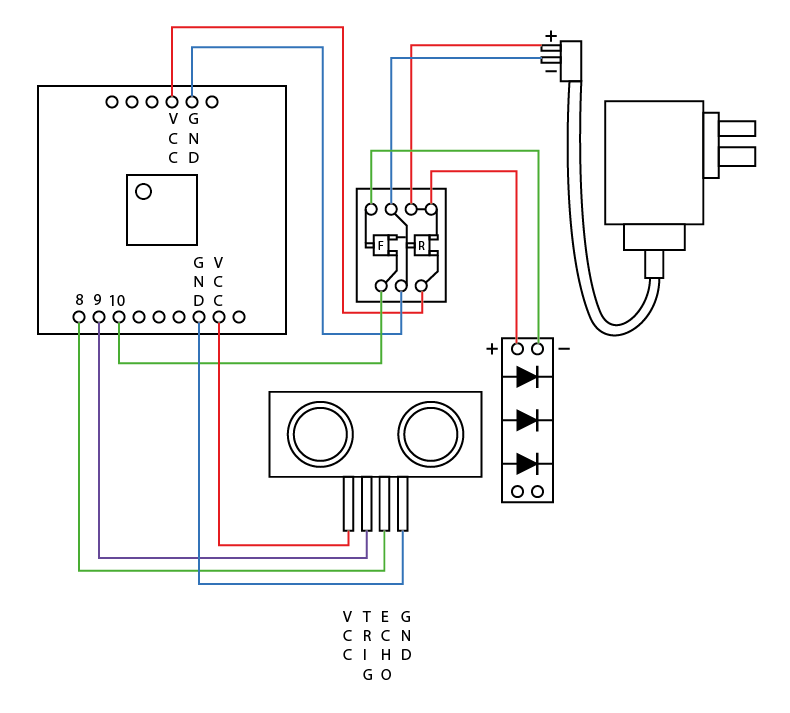 +
−
V G
C N
C D
F R
G V
N C
8 9 10 D C
+ −
V T E G
C R C N
C I H D
G O